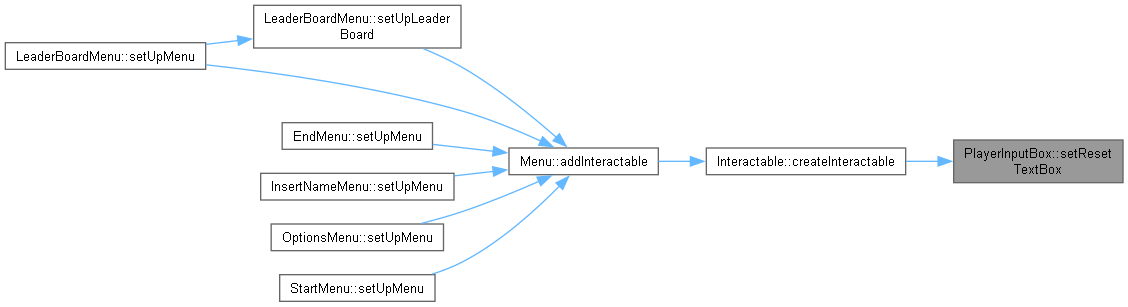 LeaderBoardMenu::setUpLeader
Board
LeaderBoardMenu::setUpMenu
EndMenu::setUpMenu
InsertNameMenu::setUpMenu
OptionsMenu::setUpMenu
StartMenu::setUpMenu
Menu::addInteractable
Interactable::createInteractable
PlayerInputBox::setReset
TextBox